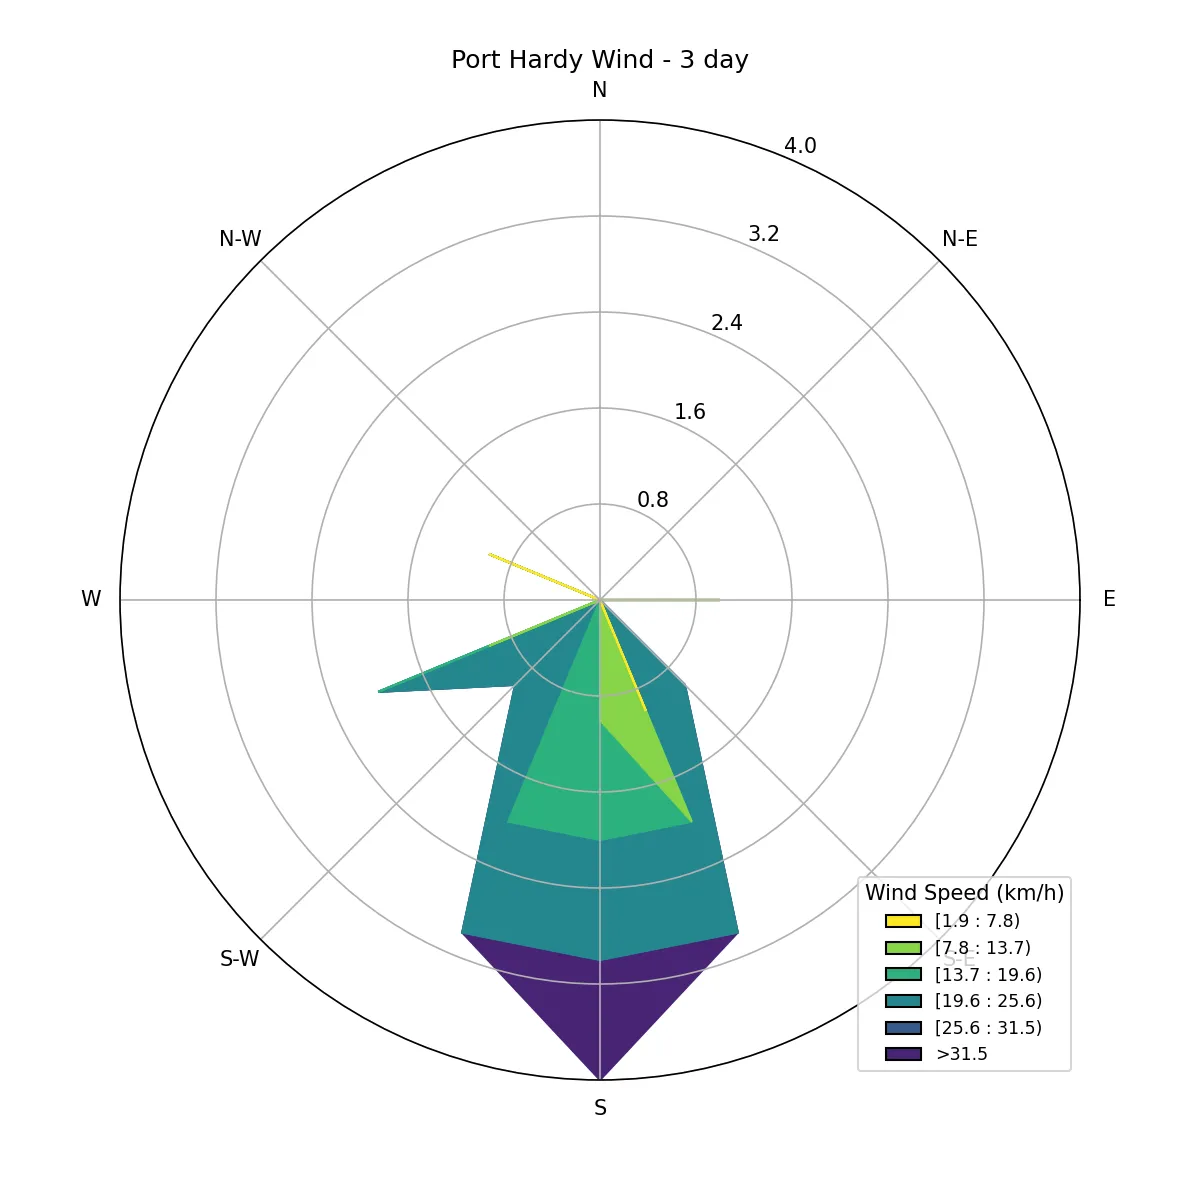 Port Hardy Wind - 3 day
N
4.0
N-W
N-E
3.2
2.4
1.6
0.8
W
E
Wind Speed (km/h)
[1.9 : 7.8)
[7.8 : 13.7)
[13.7 : 19.6)
[19.6 : 25.6)
[25.6 : 31.5)
>31.5
S-W
S-E
S